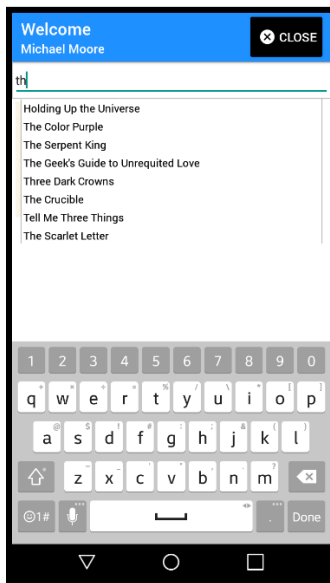 Welcome
Michael Moore
CLOSE
th
Holding Up the Universe
The Color Purple
The Serpent King
The Geek's Guide to Unrequited Love
Three Dark Crowns
The Crucible
Tell Me Three Things
The Scarlet Letter
1 2 3 4 5 6 7 8 9 0
q w e r t y u i o p
a s d f g h j k l
z x c v b n m
1# . Done